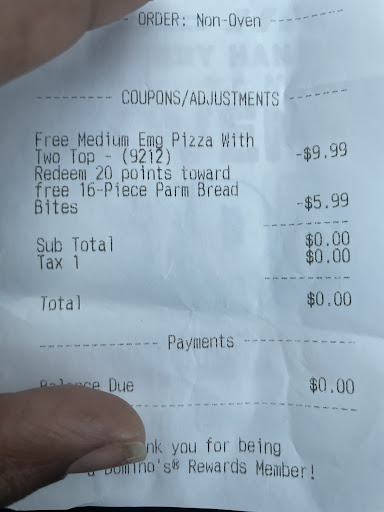 ORDER: Non-Oven
COUPONS/ADJUSTMENTS
Free Medium Emg Pizza With
Two Top - (9212) -$9.99
Redeem 20 points toward
free 16-Piece Parm Bread
Bites -$5.99
Sub Total $0.00
Tax 1 $0.00
Total $0.00
Payments
Balance Due $0.00
you for being
Domino's® Rewards Member!